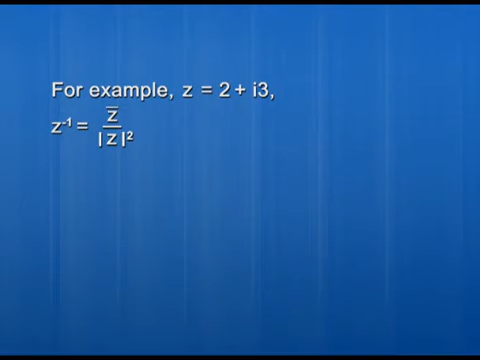 For example, z = 2 + i3,
z⁻¹ = z̅ / |z|²